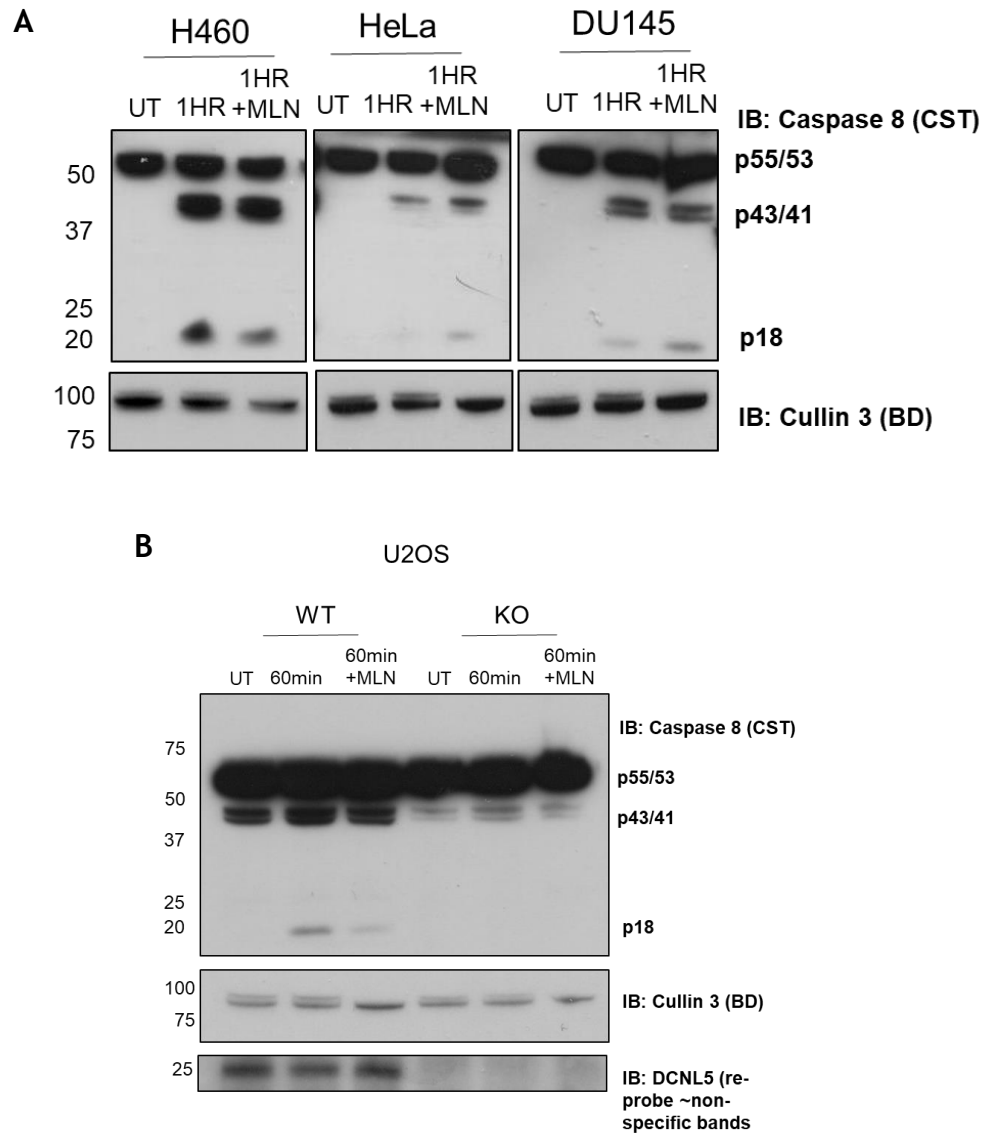 A
H460
HeLa
DU145
UT 1HR 1HR +MLN
UT 1HR 1HR +MLN
UT 1HR 1HR +MLN
IB: Caspase 8 (CST)
50
p55/53
37
p43/41
25
20
p18
100
75
IB: Cullin 3 (BD)
B
U2OS
WT
KO
UT 60min 60min +MLN
UT 60min 60min +MLN
IB: Caspase 8 (CST)
75
p55/53
50
p43/41
37
25
20
p18
100
75
IB: Cullin 3 (BD)
25
IB: DCNL5 (re-
probe ~non-
specific bands